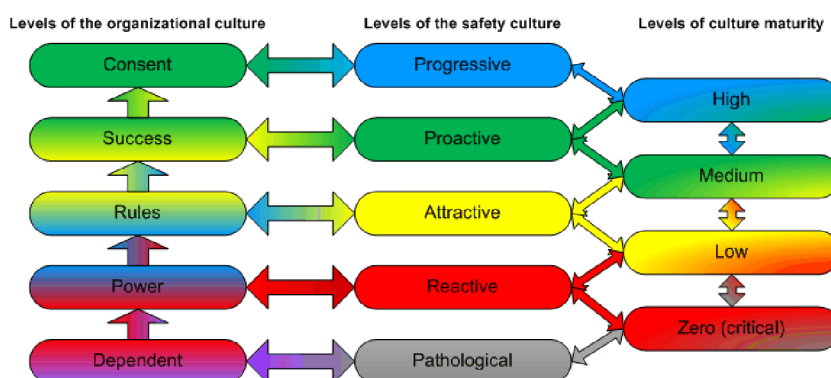 Levels of the organizational culture
Levels of the safety culture
Levels of culture maturity
Consent
Progressive
High
Success
Proactive
Medium
Rules
Attractive
Low
Power
Reactive
Zero (critical)
Dependent
Pathological